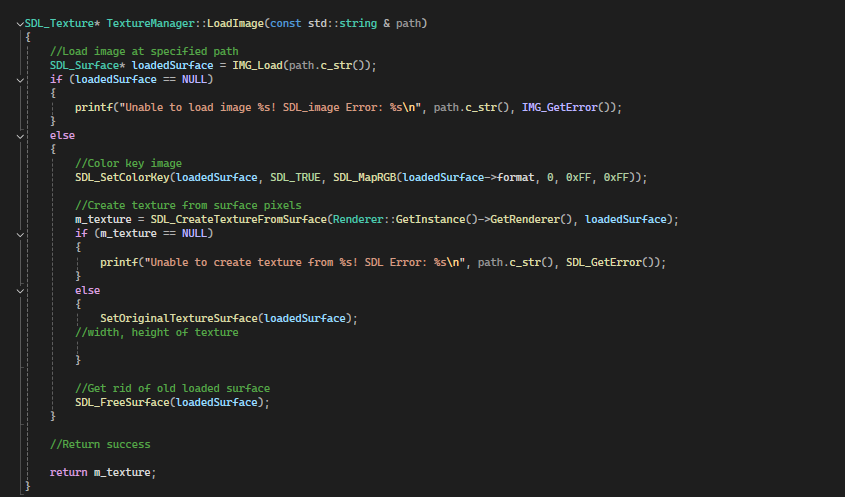 SDL_Texture* TextureManager::LoadImage(const std::string & path)
{
//Load image at specified path
SDL_Surface* loadedSurface = IMG_Load(path.c_str());
if (loadedSurface == NULL)
{
printf("Unable to load image %s! SDL_image Error: %s\n", path.c_str(), IMG_GetError());
}
else
{
//Color key image
SDL_SetColorKey(loadedSurface, SDL_TRUE, SDL_MapRGB(loadedSurface->format, 0, 0xFF, 0xFF));
//Create texture from surface pixels
m_texture = SDL_CreateTextureFromSurface(Renderer::GetInstance()->GetRenderer(), loadedSurface);
if (m_texture == NULL)
{
printf("Unable to create texture from %s! SDL Error: %s\n", path.c_str(), SDL_GetError());
}
else
{
SetOriginalTextureSurface(loadedSurface);
//width, height of texture
}
//Get rid of old loaded surface
SDL_FreeSurface(loadedSurface);
}
//Return success
return m_texture;
}